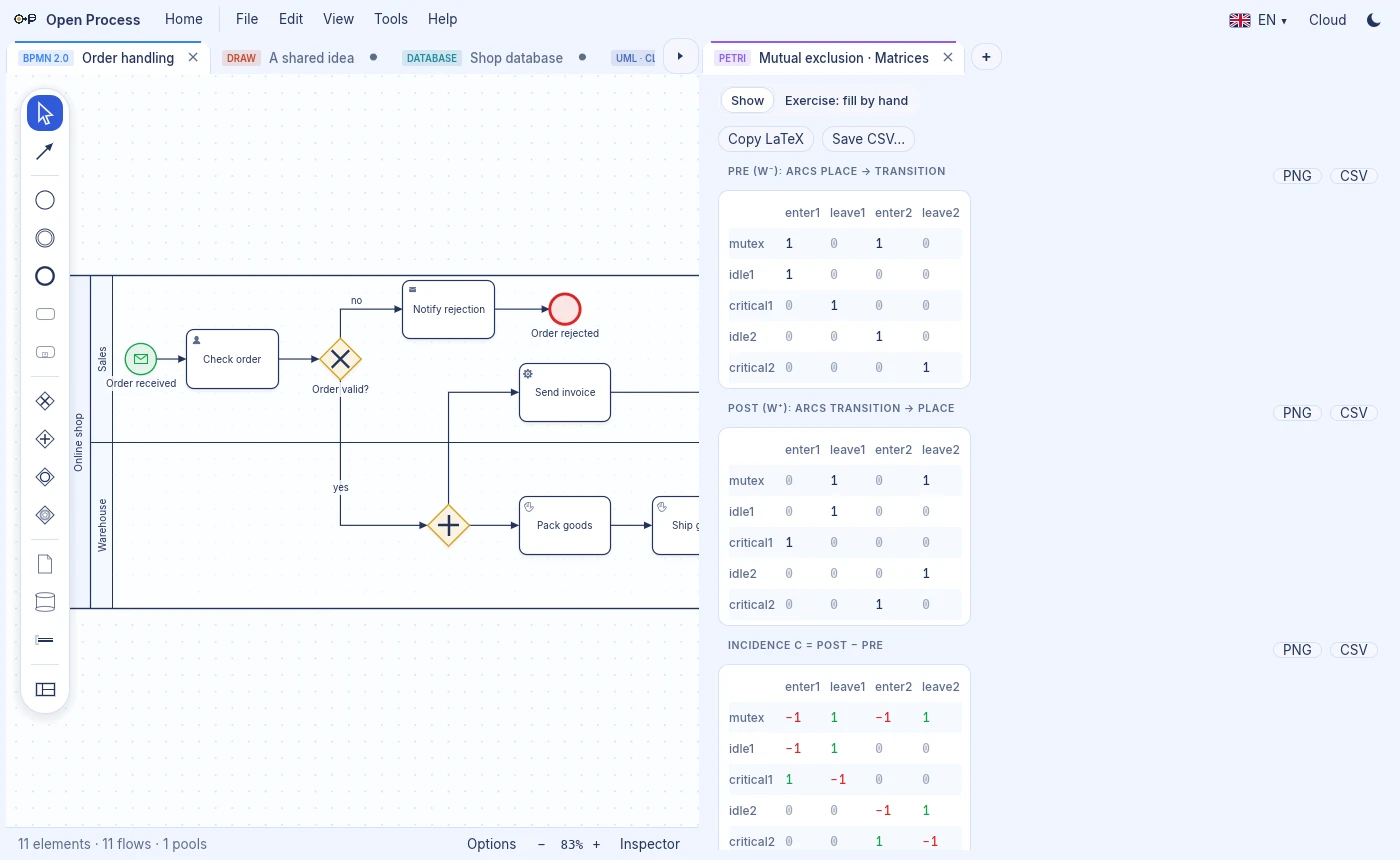 Open Process Home File Edit View Tools Help EN ▾ Cloud
BPMN 2.0 Order handling DRAW A shared idea DATABASE Shop database UML · CL
PETRI Mutual exclusion · Matrices +
Show Exercise: fill by hand
Copy LaTeX Save CSV...
PRE (W⁻): ARCS PLACE → TRANSITION PNG CSV
enter1 leave1 enter2 leave2
mutex 1 0 1 0
idle1 1 0 0 0
critical1 0 1 0 0
idle2 0 0 1 0
critical2 0 0 0 1
POST (W⁺): ARCS TRANSITION → PLACE PNG CSV
enter1 leave1 enter2 leave2
mutex 0 1 0 1
idle1 0 1 0 0
critical1 1 0 0 0
idle2 0 0 0 1
critical2 0 0 1 0
INCIDENCE C = POST − PRE PNG CSV
enter1 leave1 enter2 leave2
mutex −1 1 −1 1
idle1 −1 1 0 0
critical1 1 −1 0 0
idle2 0 0 −1 1
critical2 0 0 1 −1
Online shop
Sales
Warehouse
Order received
Check order
Order valid?
no
Notify rejection
Order rejected
Send invoice
yes
Pack goods
Ship g
11 elements · 11 flows · 1 pools Options − 83% + Inspector